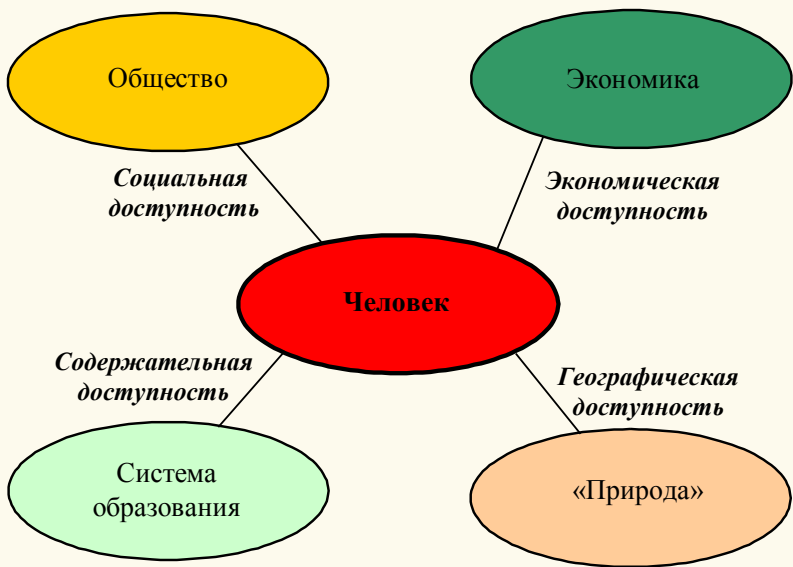 Общество
Экономика
Социальная
доступность
Экономическая
доступность
Человек
Содержательная
доступность
Географическая
доступность
Система
образования
«Природа»